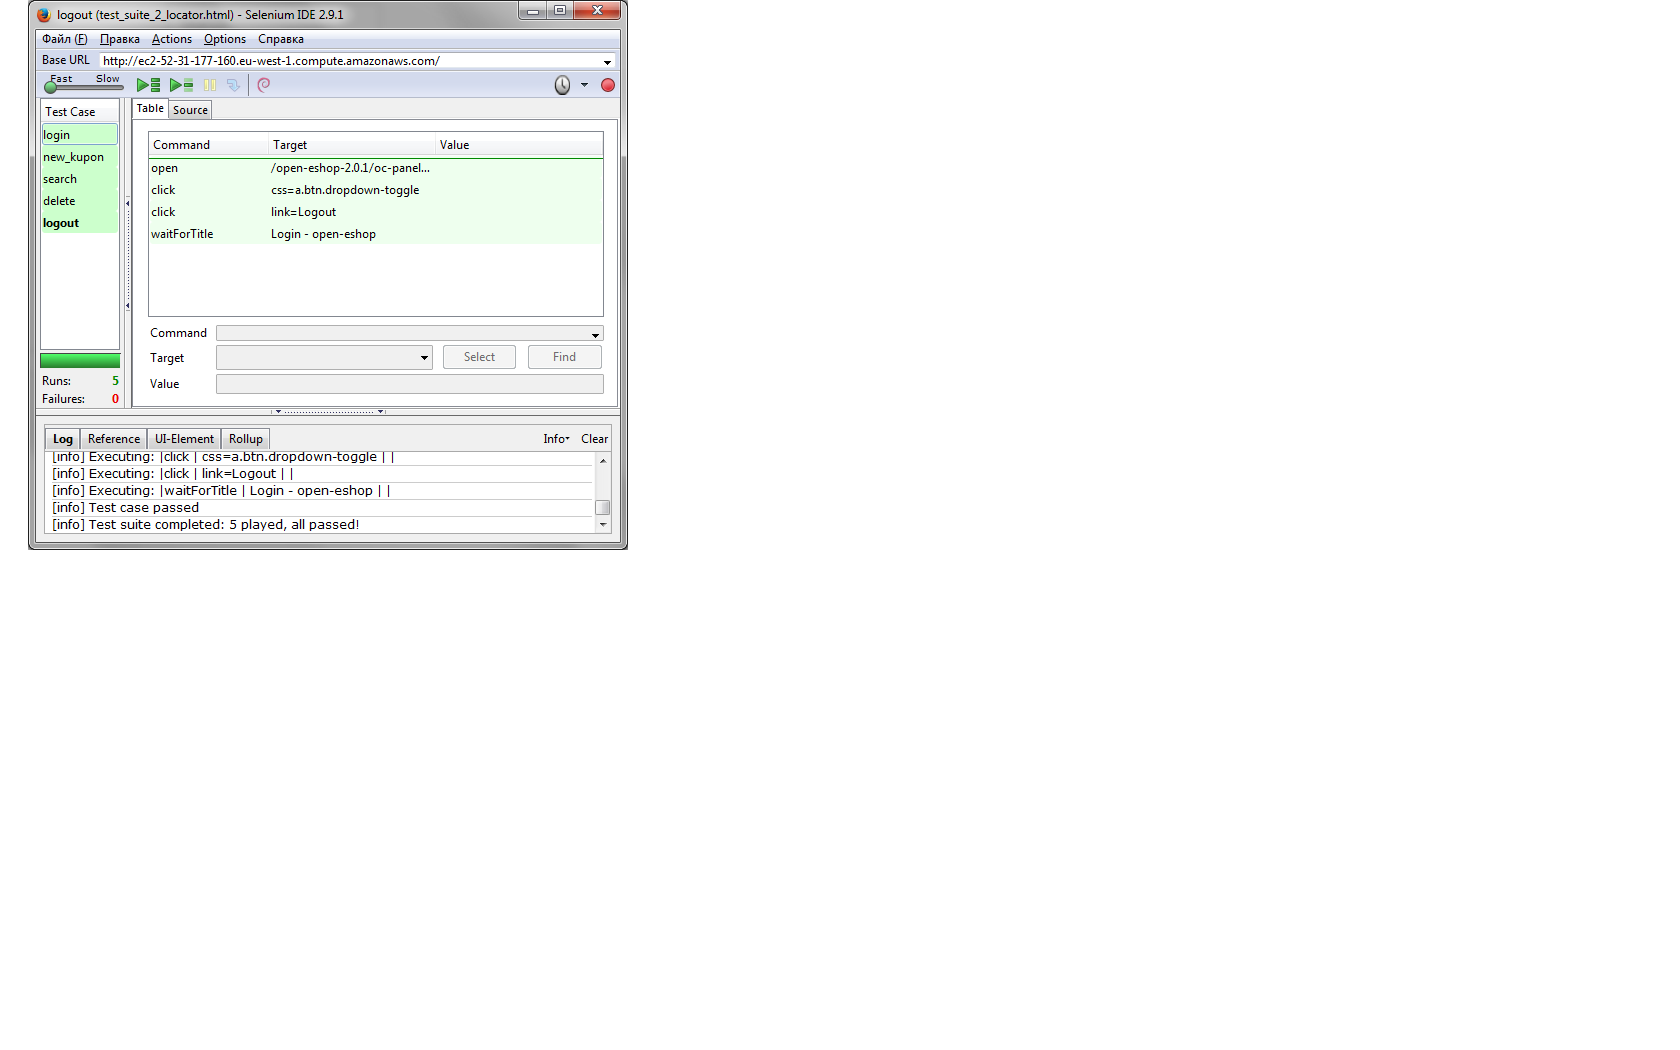 logout (test_suite_2_locator.html) - Selenium IDE 2.9.1
Файл (F) Правка Actions Options Справка
Base URL http://ec2-52-31-177-160.eu-west-1.compute.amazonaws.com/
Fast Slow
Test Case
login
new_kupon
search
delete
logout
Runs: 5
Failures: 0
Table Source
Command Target Value
open /open-eshop-2.0.1/oc-panel...
click css=a.btn.dropdown-toggle
click link=Logout
waitForTitle Login - open-eshop
Command
Target Select Find
Value
Log Reference UI-Element Rollup Info Clear
[info] Executing: |click | css=a.btn.dropdown-toggle | |
[info] Executing: |click | link=Logout | |
[info] Executing: |waitForTitle | Login - open-eshop | |
[info] Test case passed
[info] Test suite completed: 5 played, all passed!